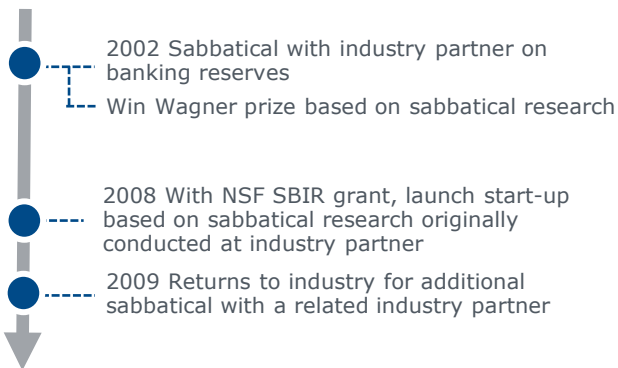 2002 Sabbatical with industry partner on
banking reserves
Win Wagner prize based on sabbatical research
2008 With NSF SBIR grant, launch start-up
based on sabbatical research originally
conducted at industry partner
2009 Returns to industry for additional
sabbatical with a related industry partner